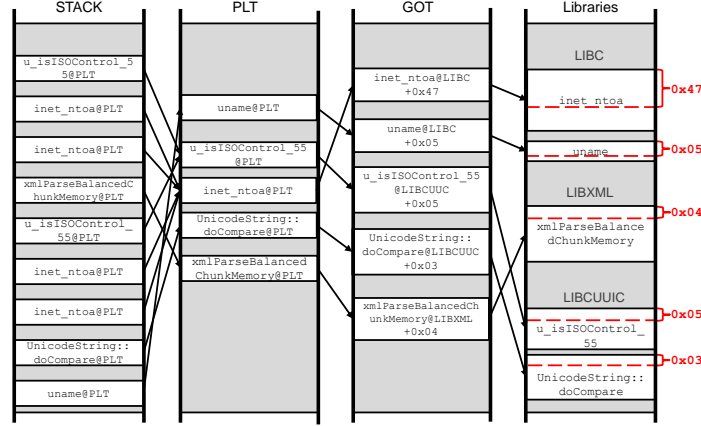 STACK
PLT
GOT
Libraries
u_isISOControl_5
5@PLT
inet_ntoa@PLT
inet_ntoa@PLT
xmlParseBalancedC
hunkMemory@PLT
u_isISOControl_
55@PLT
inet_ntoa@PLT
inet_ntoa@PLT
UnicodeString::
doCompare@PLT
uname@PLT
uname@PLT
u_isISOControl_55
@PLT
inet_ntoa@PLT
UnicodeString::
doCompare@PLT
xmlParseBalanced
ChunkMemory@PLT
inet_ntoa@LIBC
+0x47
uname@LIBC
+0x05
u_isISOControl_55
@LIBCUUC
+0x05
UnicodeString::
doCompare@LIBCUUC
+0x03
xmlParseBalancedCh
unkMemory@LIBXML
+0x04
LIBC
inet_ntoa
0x47
uname
0x05
LIBXML
0x04
xmlParseBalance
dChunkMemory
LIBCUUIC
0x05
u_isISOControl_
55
0x03
UnicodeString::
doCompare